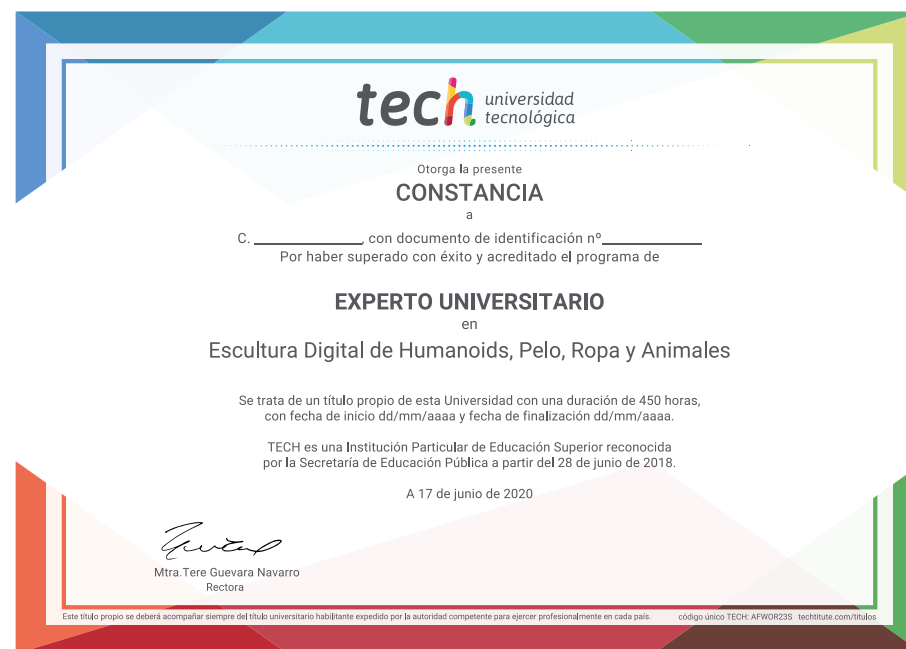 tech universidad
tecnológica
Otorga la presente
CONSTANCIA
a
C. ____________, con documento de identificación nº____________
Por haber superado con éxito y acreditado el programa de
EXPERTO UNIVERSITARIO
en
Escultura Digital de Humanoids, Pelo, Ropa y Animales
Se trata de un título propio de esta Universidad con una duración de 450 horas,
con fecha de inicio dd/mm/aaaa y fecha de finalización dd/mm/aaaa.
TECH es una Institución Particular de Educación Superior reconocida
por la Secretaría de Educación Pública a partir del 28 de junio de 2018.
A 17 de junio de 2020
Mtra.Tere Guevara Navarro
Rectora
Este título propio se deberá acompañar siempre del título universitario habilitante expedido por la autoridad competente para ejercer profesionalmente en cada país. código único TECH: AFWOR23S techtitute.com/titulos